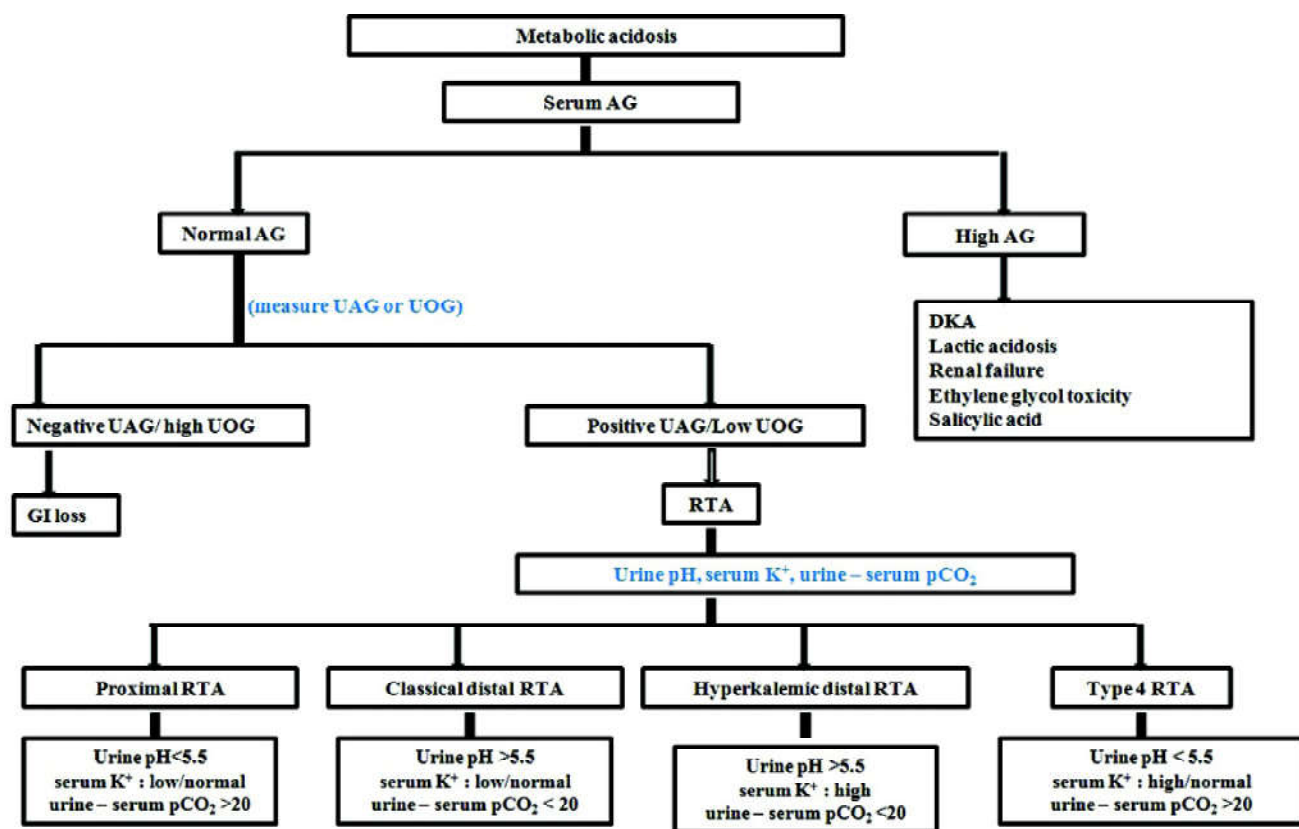 Metabolic acidosis
Serum AG
Normal AG
High AG
(measure UAG or UOG)
DKA
Lactic acidosis
Renal failure
Ethylene glycol toxicity
Salicylic acid
Negative UAG/ high UOG
Positive UAG/Low UOG
GI loss
RTA
Urine pH, serum K⁺, urine – serum pCO₂
Proximal RTA
Classical distal RTA
Hyperkalemic distal RTA
Type 4 RTA
Urine pH<5.5
serum K⁺ : low/normal
urine – serum pCO₂ >20
Urine pH >5.5
serum K⁺ : low/normal
urine – serum pCO₂ < 20
Urine pH >5.5
serum K⁺ : high
urine – serum pCO₂ <20
Urine pH < 5.5
serum K⁺ : high/normal
urine – serum pCO₂ >20